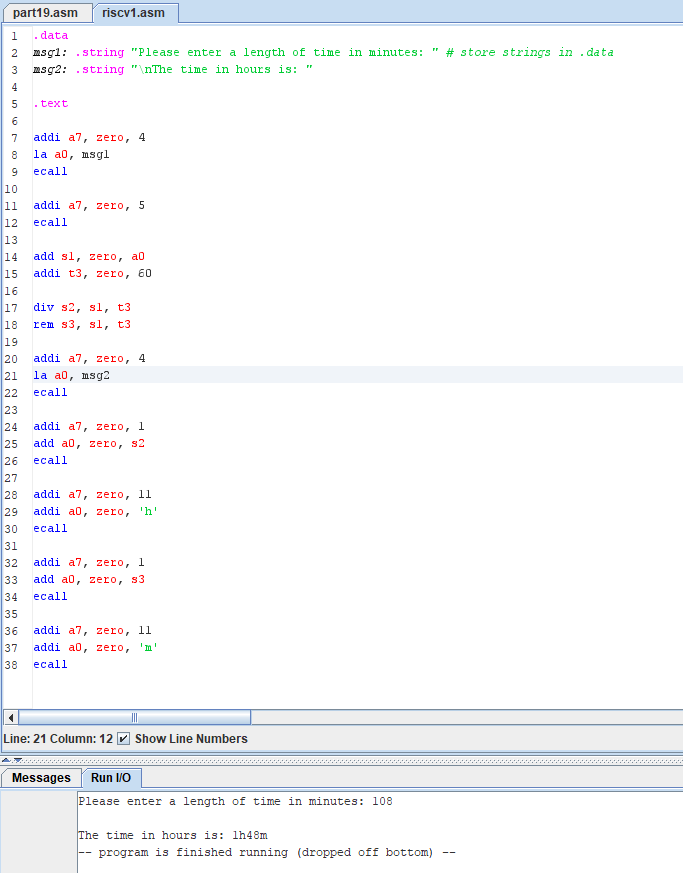 part19.asm riscv1.asm
1 .data
2 msg1: .string "Please enter a length of time in minutes: " # store strings in .data
3 msg2: .string "\nThe time in hours is: "
4
5 .text
6
7 addi a7, zero, 4
8 la a0, msg1
9 ecall
10
11 addi a7, zero, 5
12 ecall
13
14 add s1, zero, a0
15 addi t3, zero, 60
16
17 div s2, s1, t3
18 rem s3, s1, t3
19
20 addi a7, zero, 4
21 la a0, msg2
22 ecall
23
24 addi a7, zero, 1
25 add a0, zero, s2
26 ecall
27
28 addi a7, zero, 11
29 addi a0, zero, 'h'
30 ecall
31
32 addi a7, zero, 1
33 add a0, zero, s3
34 ecall
35
36 addi a7, zero, 11
37 addi a0, zero, 'm'
38 ecall
Line: 21 Column: 12 Show Line Numbers
Messages Run I/O
Please enter a length of time in minutes: 108
The time in hours is: 1h48m
-- program is finished running (dropped off bottom) --